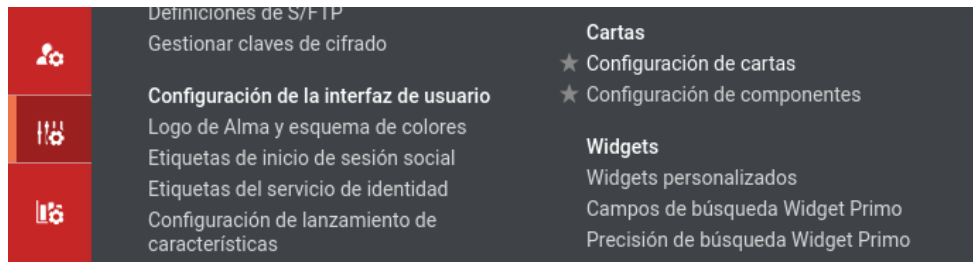 Definiciones de S/FTP
Gestionar claves de cifrado
Configuración de la interfaz de usuario
Logo de Alma y esquema de colores
Etiquetas de inicio de sesión social
Etiquetas del servicio de identidad
Configuración de lanzamiento de
características
Cartas
Configuración de cartas
Configuración de componentes
Widgets
Widgets personalizados
Campos de búsqueda Widget Primo
Precisión de búsqueda Widget Primo